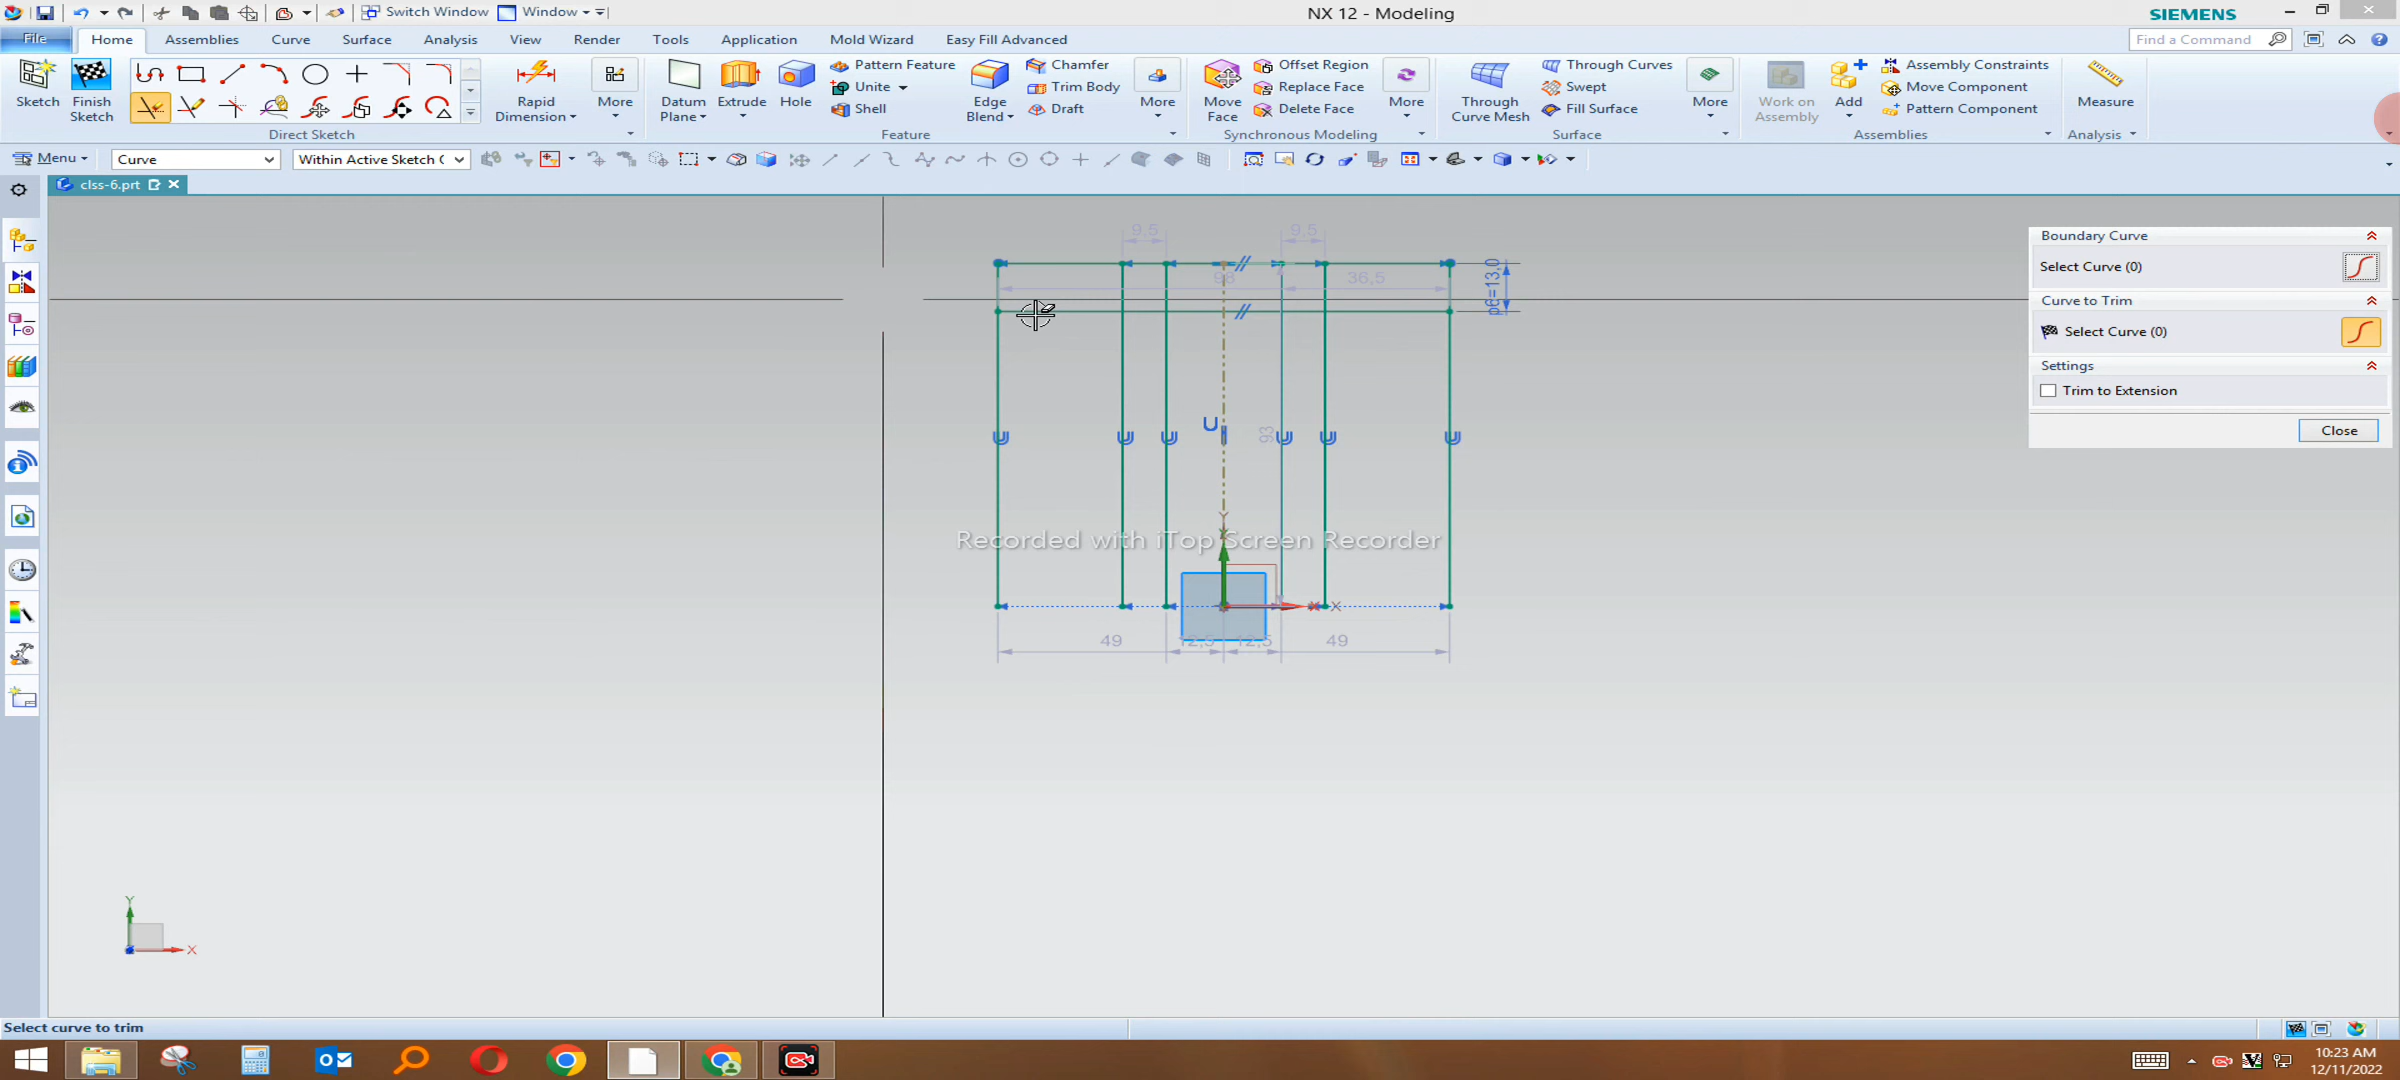 Switch Window
Window
NX 12 - Modeling
SIEMENS
File
Home
Assemblies
Curve
Surface
Analysis
View
Render
Tools
Application
Mold Wizard
Easy Fill Advanced
Find a Command
Sketch
Finish Sketch
Direct Sketch
Rapid Dimension
More
Datum Plane
Extrude
Hole
Pattern Feature
Unite
Shell
Edge Blend
Chamfer
Trim Body
Draft
More
Feature
Move Face
Offset Region
Replace Face
Delete Face
More
Synchronous Modeling
Through Curve Mesh
Through Curves
Swept
Fill Surface
More
Surface
Work on Assembly
Add
Assembly Constraints
Move Component
Pattern Component
Assemblies
Measure
Analysis
Menu
Curve
Within Active Sketch
clss-6.prt
9,5
9,5
98
36,5
p6=13,0
93
49
12,5
12,5
49
Y
X
X
Recorded with iTop Screen Recorder
Boundary Curve
Select Curve (0)
Curve to Trim
Select Curve (0)
Settings
Trim to Extension
Close
Y
X
Select curve to trim
10:23 AM
12/11/2022